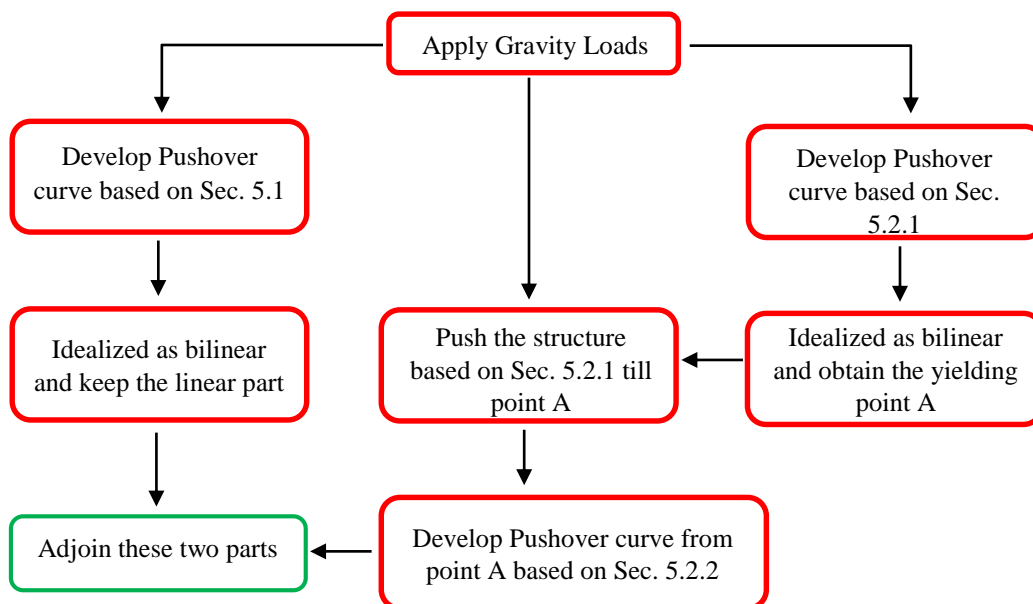 Apply Gravity Loads
Develop Pushover
curve based on Sec. 5.1
Develop Pushover
curve based on Sec.
5.2.1
Idealized as bilinear
and keep the linear part
Push the structure
based on Sec. 5.2.1 till
point A
Idealized as bilinear
and obtain the yielding
point A
Adjoin these two parts
Develop Pushover curve from
point A based on Sec. 5.2.2